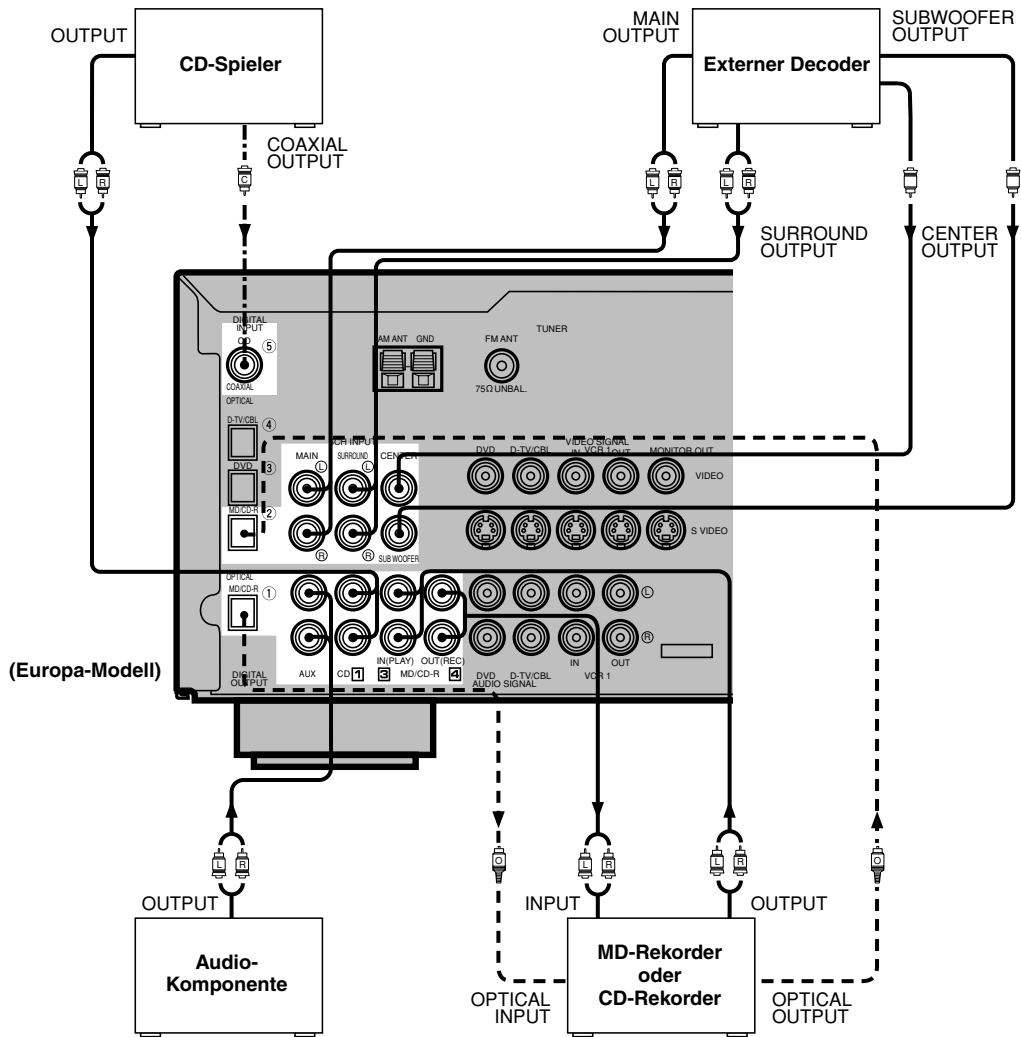 OUTPUT
CD-Spieler
MAIN
OUTPUT
Externer Decoder
SUBWOOFER
OUTPUT
COAXIAL
OUTPUT
L R
C
L R
L R
SURROUND
OUTPUT
CENTER
OUTPUT
DIGITAL
INPUT
CD
⑤
COAXIAL
OPTICAL
AM ANT GND
FM ANT
TUNER
75Ω UNBAL.
D-TV/CBL
④
DVD
③
MD/CD-R
②
6CH INPUT
MAIN
SURROUND
CENTER
L
L
R
R
SUB WOOFER
VIDEO SIGNAL
DVD
D-TV/CBL
IN VCR 1 OUT
MONITOR OUT
VIDEO
S VIDEO
OPTICAL
MD/CD-R
①
L
R
(Europa-Modell)
DIGITAL
OUTPUT
AUX
CD 1
IN(PLAY)
OUT(REC)
3 MD/CD-R 4
DVD
D-TV/CBL
AUDIO SIGNAL
IN
OUT
VCR 1
L R
O
L R
L R
O
OUTPUT
Audio-
Komponente
INPUT
OUTPUT
MD-Rekorder
oder
CD-Rekorder
OPTICAL
INPUT
OPTICAL
OUTPUT